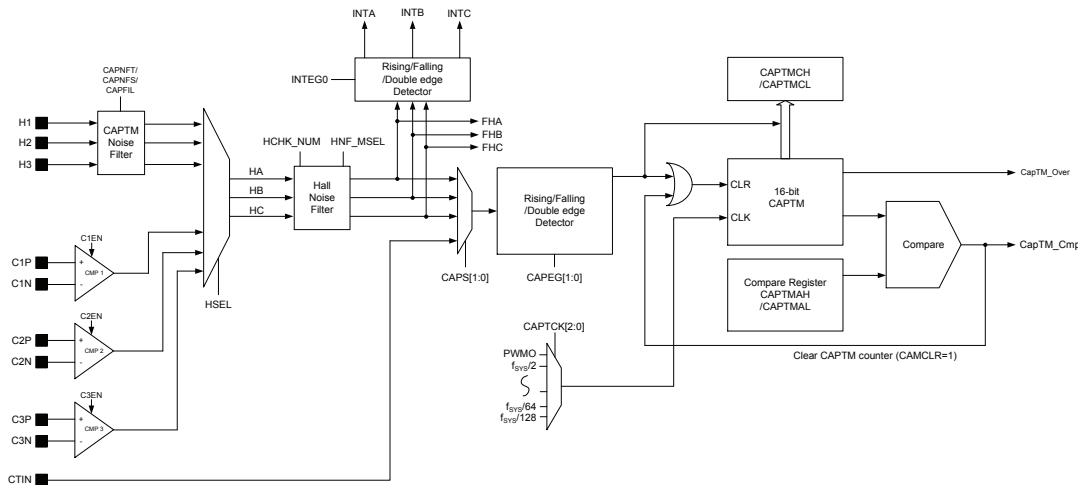 INTA
INTB
INTC
CAPNFT/
CAPNFS/
CAPFIL
INTEG0
Rising/Falling
/Double edge
Detector
CAPTMCH
/CAPTMCL
H1
H2
H3
CAPTM
Noise
Filter
FHA
FHB
FHC
HCHK_NUM
HNF_MSEL
HA
HB
HC
Hall
Noise
Filter
Rising/Falling
/Double edge
Detector
CLR
CLK
16-bit
CAPTM
CapTM_Over
C1EN
C1P
C1N
+
-
CMP 1
HSEL
CAPS[1:0]
CAPEG[1:0]
Compare
CapTM_Cmp
Compare Register
CAPTMAH
/CAPTMAL
C2EN
C2P
C2N
+
-
CMP 2
CAPTCK[2:0]
PWMO
fSYS/2
fSYS/64
fSYS/128
Clear CAPTM counter (CAMCLR=1)
C3EN
C3P
C3N
+
-
CMP 3
CTIN